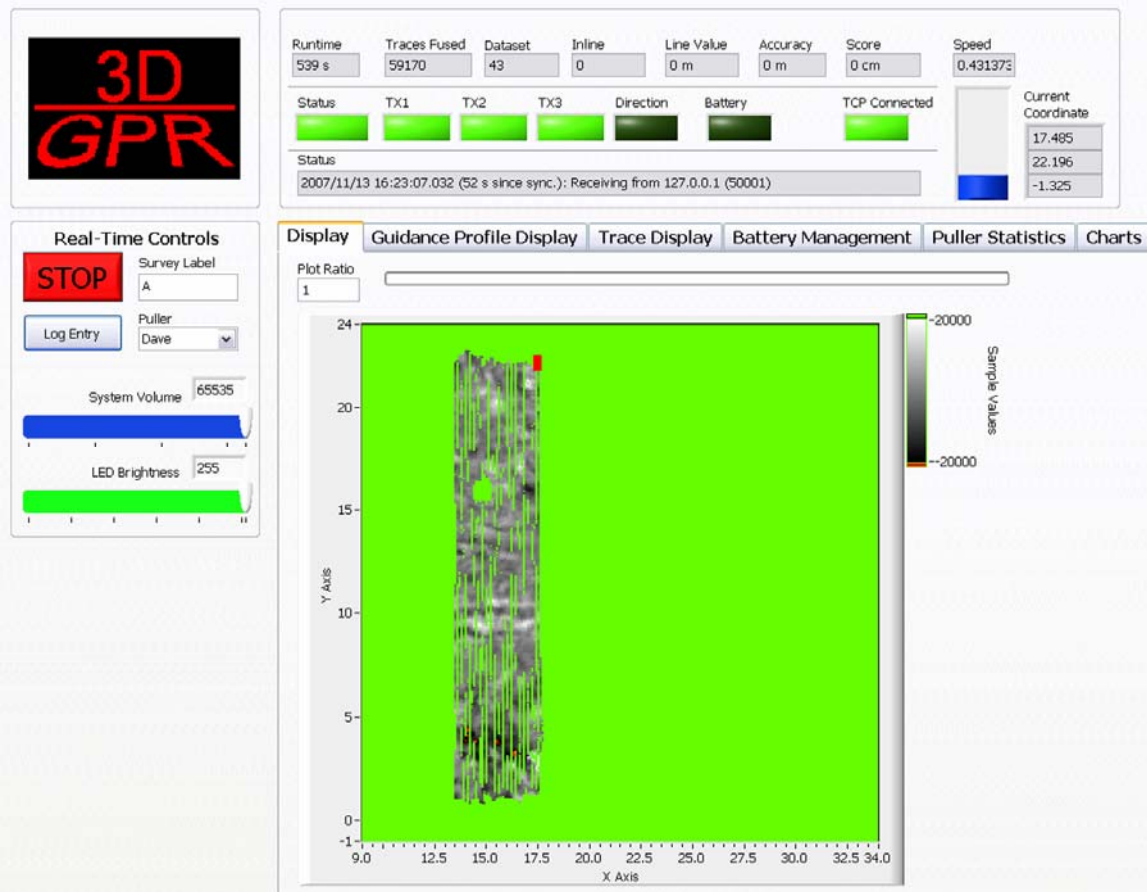 3D
GPR
Runtime Traces Fused Dataset Inline Line Value Accuracy Score Speed
539 s 59170 43 0 0 m 0 m 0 cm 0.431373
Status TX1 TX2 TX3 Direction Battery TCP Connected
Current
Coordinate
17.485
22.196
-1.325
Status
2007/11/13 16:23:07.032 (52 s since sync.): Receiving from 127.0.0.1 (50001)
Real-Time Controls
STOP
Survey Label
A
Log Entry
Puller
Dave
System Volume 65535
LED Brightness 255
Display Guidance Profile Display Trace Display Battery Management Puller Statistics Charts
Plot Ratio
1
24-
20-
15-
10-
5-
0-
-1-
Y Axis
9.0 12.5 15.0 17.5 20.0 22.5 25.0 27.5 30.0 32.5 34.0
X Axis
-20000
--20000
Sample Values